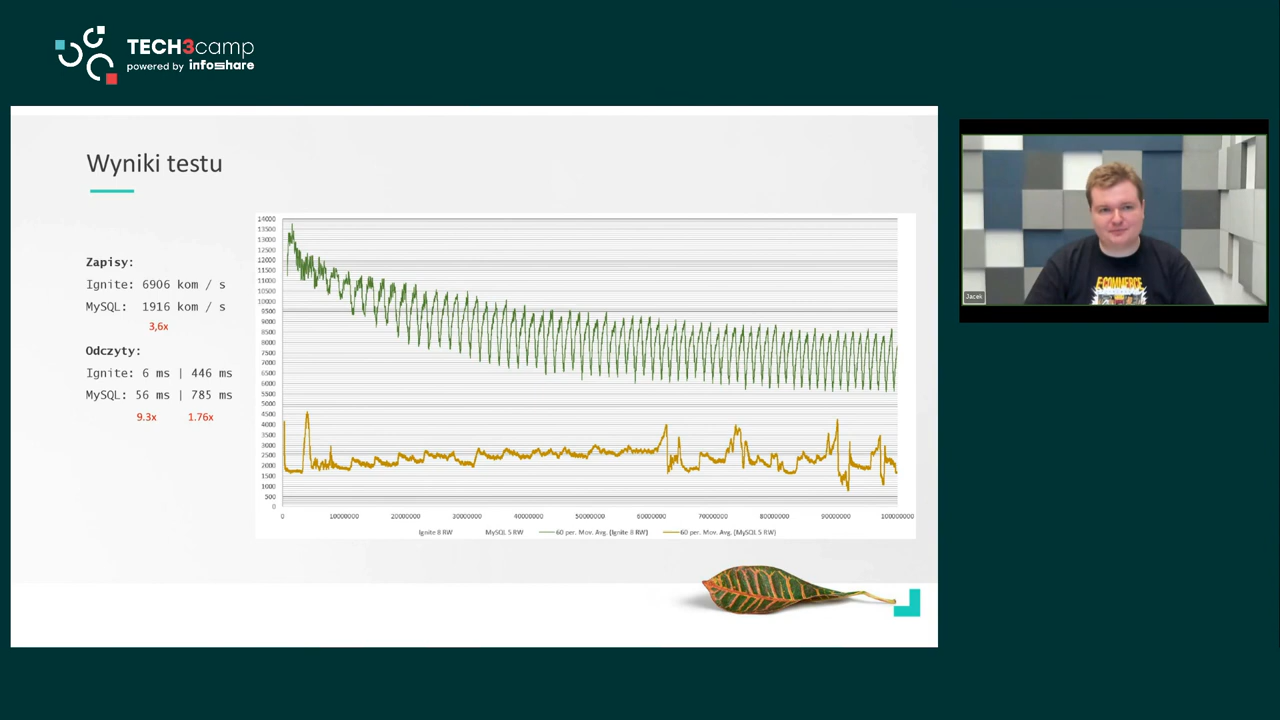 TECH3camp
powered by infoshare
Wyniki testu
Zapisy:
Ignite: 6906 kom / s
MySQL: 1916 kom / s
3,6x
Odczyty:
Ignite: 6 ms | 446 ms
MySQL: 56 ms | 785 ms
9.3x 1.76x
14000
13500
13000
12500
12000
11500
11000
10500
10000
9500
9000
8500
8000
7500
7000
6500
6000
5500
5000
4500
4000
3500
3000
2500
2000
1500
1000
500
0
0 10000000 20000000 30000000 40000000 50000000 60000000 70000000 80000000 90000000 100000000
Ignite 8 RW MySQL 5 RW 60 per. Mov. Avg. (Ignite 8 RW) 60 per. Mov. Avg. (MySQL 5 RW)
Jacek
ECOMMERCE